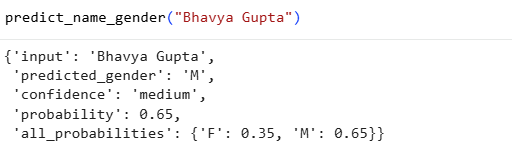 predict_name_gender("Bhavya Gupta")
{'input': 'Bhavya Gupta',
 'predicted_gender': 'M',
 'confidence': 'medium',
 'probability': 0.65,
 'all_probabilities': {'F': 0.35, 'M': 0.65}}